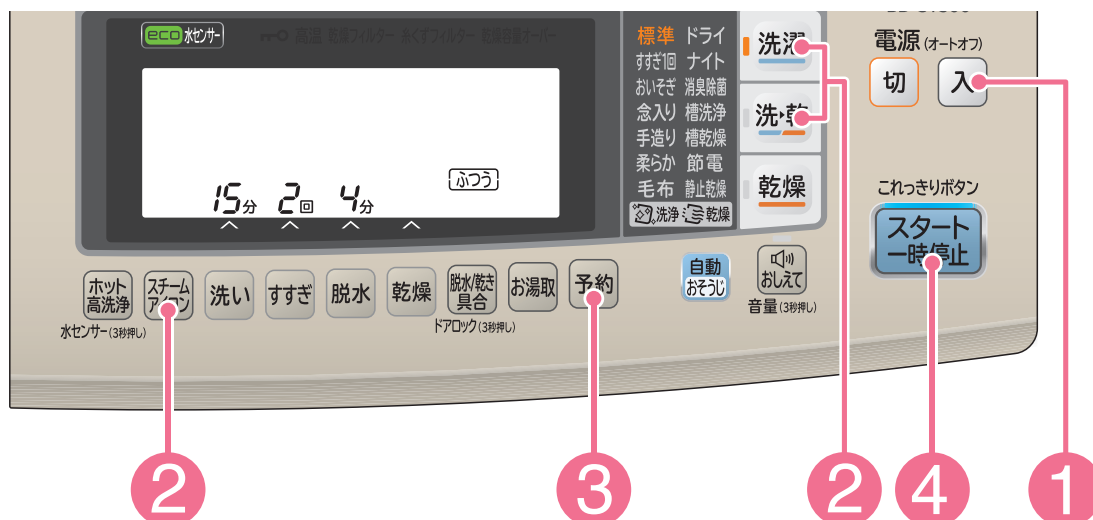 eco 水センサー
高温 乾燥フィルター 糸くずフィルター 乾燥容量オーバー
15分 2回 4分
ふつう
標準 ドライ
すすぎ1回 ナイト
おいそぎ 消臭除菌
念入り 槽洗浄
手造り 槽乾燥
柔らか 節電
毛布 静止乾燥
洗浄 乾燥
洗濯
洗・乾
乾燥
電源(オートオフ)
切 入
これっきりボタン
スタート
一時停止
ホット
高洗浄
スチーム
アイロン
洗い
すすぎ
脱水
乾燥
脱水/乾き
具合
お湯取
予約
自動
おそうじ
おしえて
水センサー(3秒押し)
ドアロック(3秒押し)
音量(3秒押し)
2 3 2 4 1